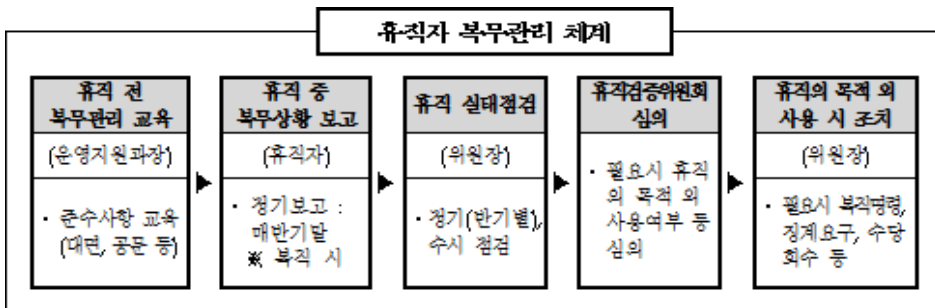 휴직자 복무관리 체계
휴직 전
복무관리 교육
(운영지원과장)
· 준수사항 교육
(대면, 공문 등)
휴직 중
복무상황 보고
(휴직자)
· 정기보고 :
매반기말
※ 복직 시
휴직 실태점검
(위원장)
· 정기(반기별),
수시 점검
휴직검증위원회
심의
· 필요시 휴직
의 목적 외
사용여부 등
심의
휴직의 목적 외
사용 시 조치
(위원장)
· 필요시 복직명령,
징계요구, 수당
회수 등